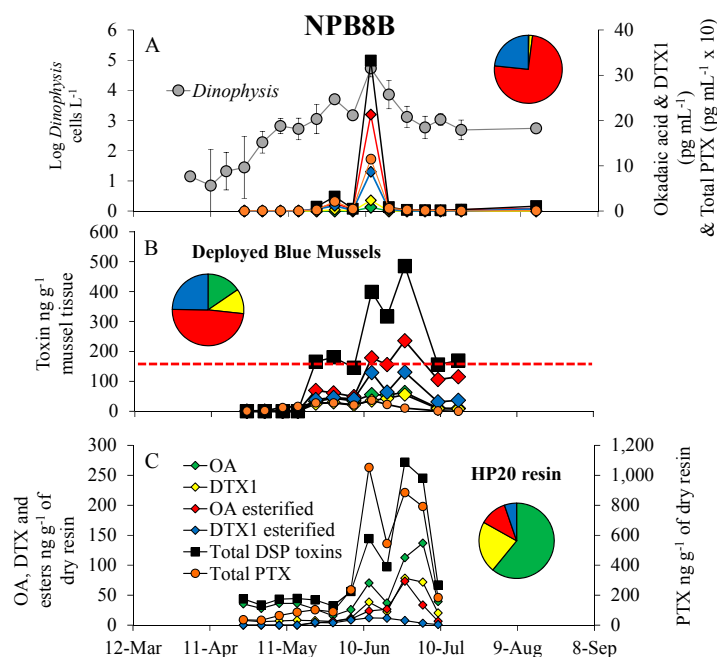 NPB8B
A
Dinophysis
Log Dinophysis
cells L-1
6
5
4
3
2
1
0
40
30
20
10
0
Okadaic acid & DTX1
(pg mL-1)
& Total PTX (pg mL-1 x 10)
B
Deployed Blue Mussels
Toxin ng g-1
mussel tissue
600
500
400
300
200
100
0
C
OA
DTX1
OA esterified
DTX1 esterified
Total DSP toxins
Total PTX
HP20 resin
OA, DTX and
esters ng g-1 of
dry resin
300
250
200
150
100
50
0
1,200
1,000
800
600
400
200
0
PTX ng g-1 of dry resin
12-Mar 11-Apr 11-May 10-Jun 10-Jul 9-Aug 8-Sep